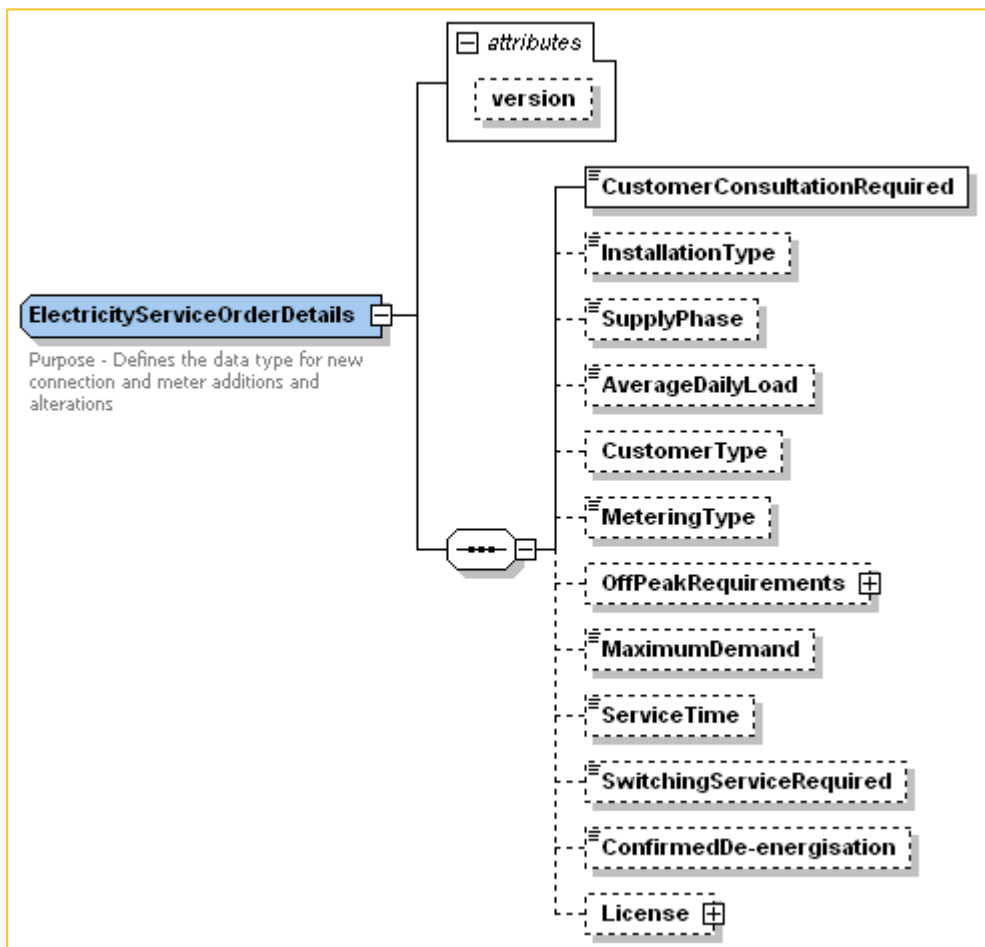 attributes
version
CustomerConsultationRequired
InstallationType
SupplyPhase
ElectricityServiceOrderDetails
Purpose - Defines the data type for new
connection and meter additions and
alterations
AverageDailyLoad
CustomerType
MeteringType
OffPeakRequirements
MaximumDemand
ServiceTime
SwitchingServiceRequired
ConfirmedDe-energisation
License